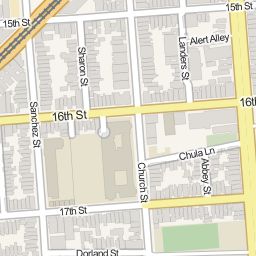 15th St
15th St
Sharon St
Landers St
Alert Alley
16th St
16th
Sanchez St
Church St
Chula Ln
Abbey St
17th St
17th St
Dorland St